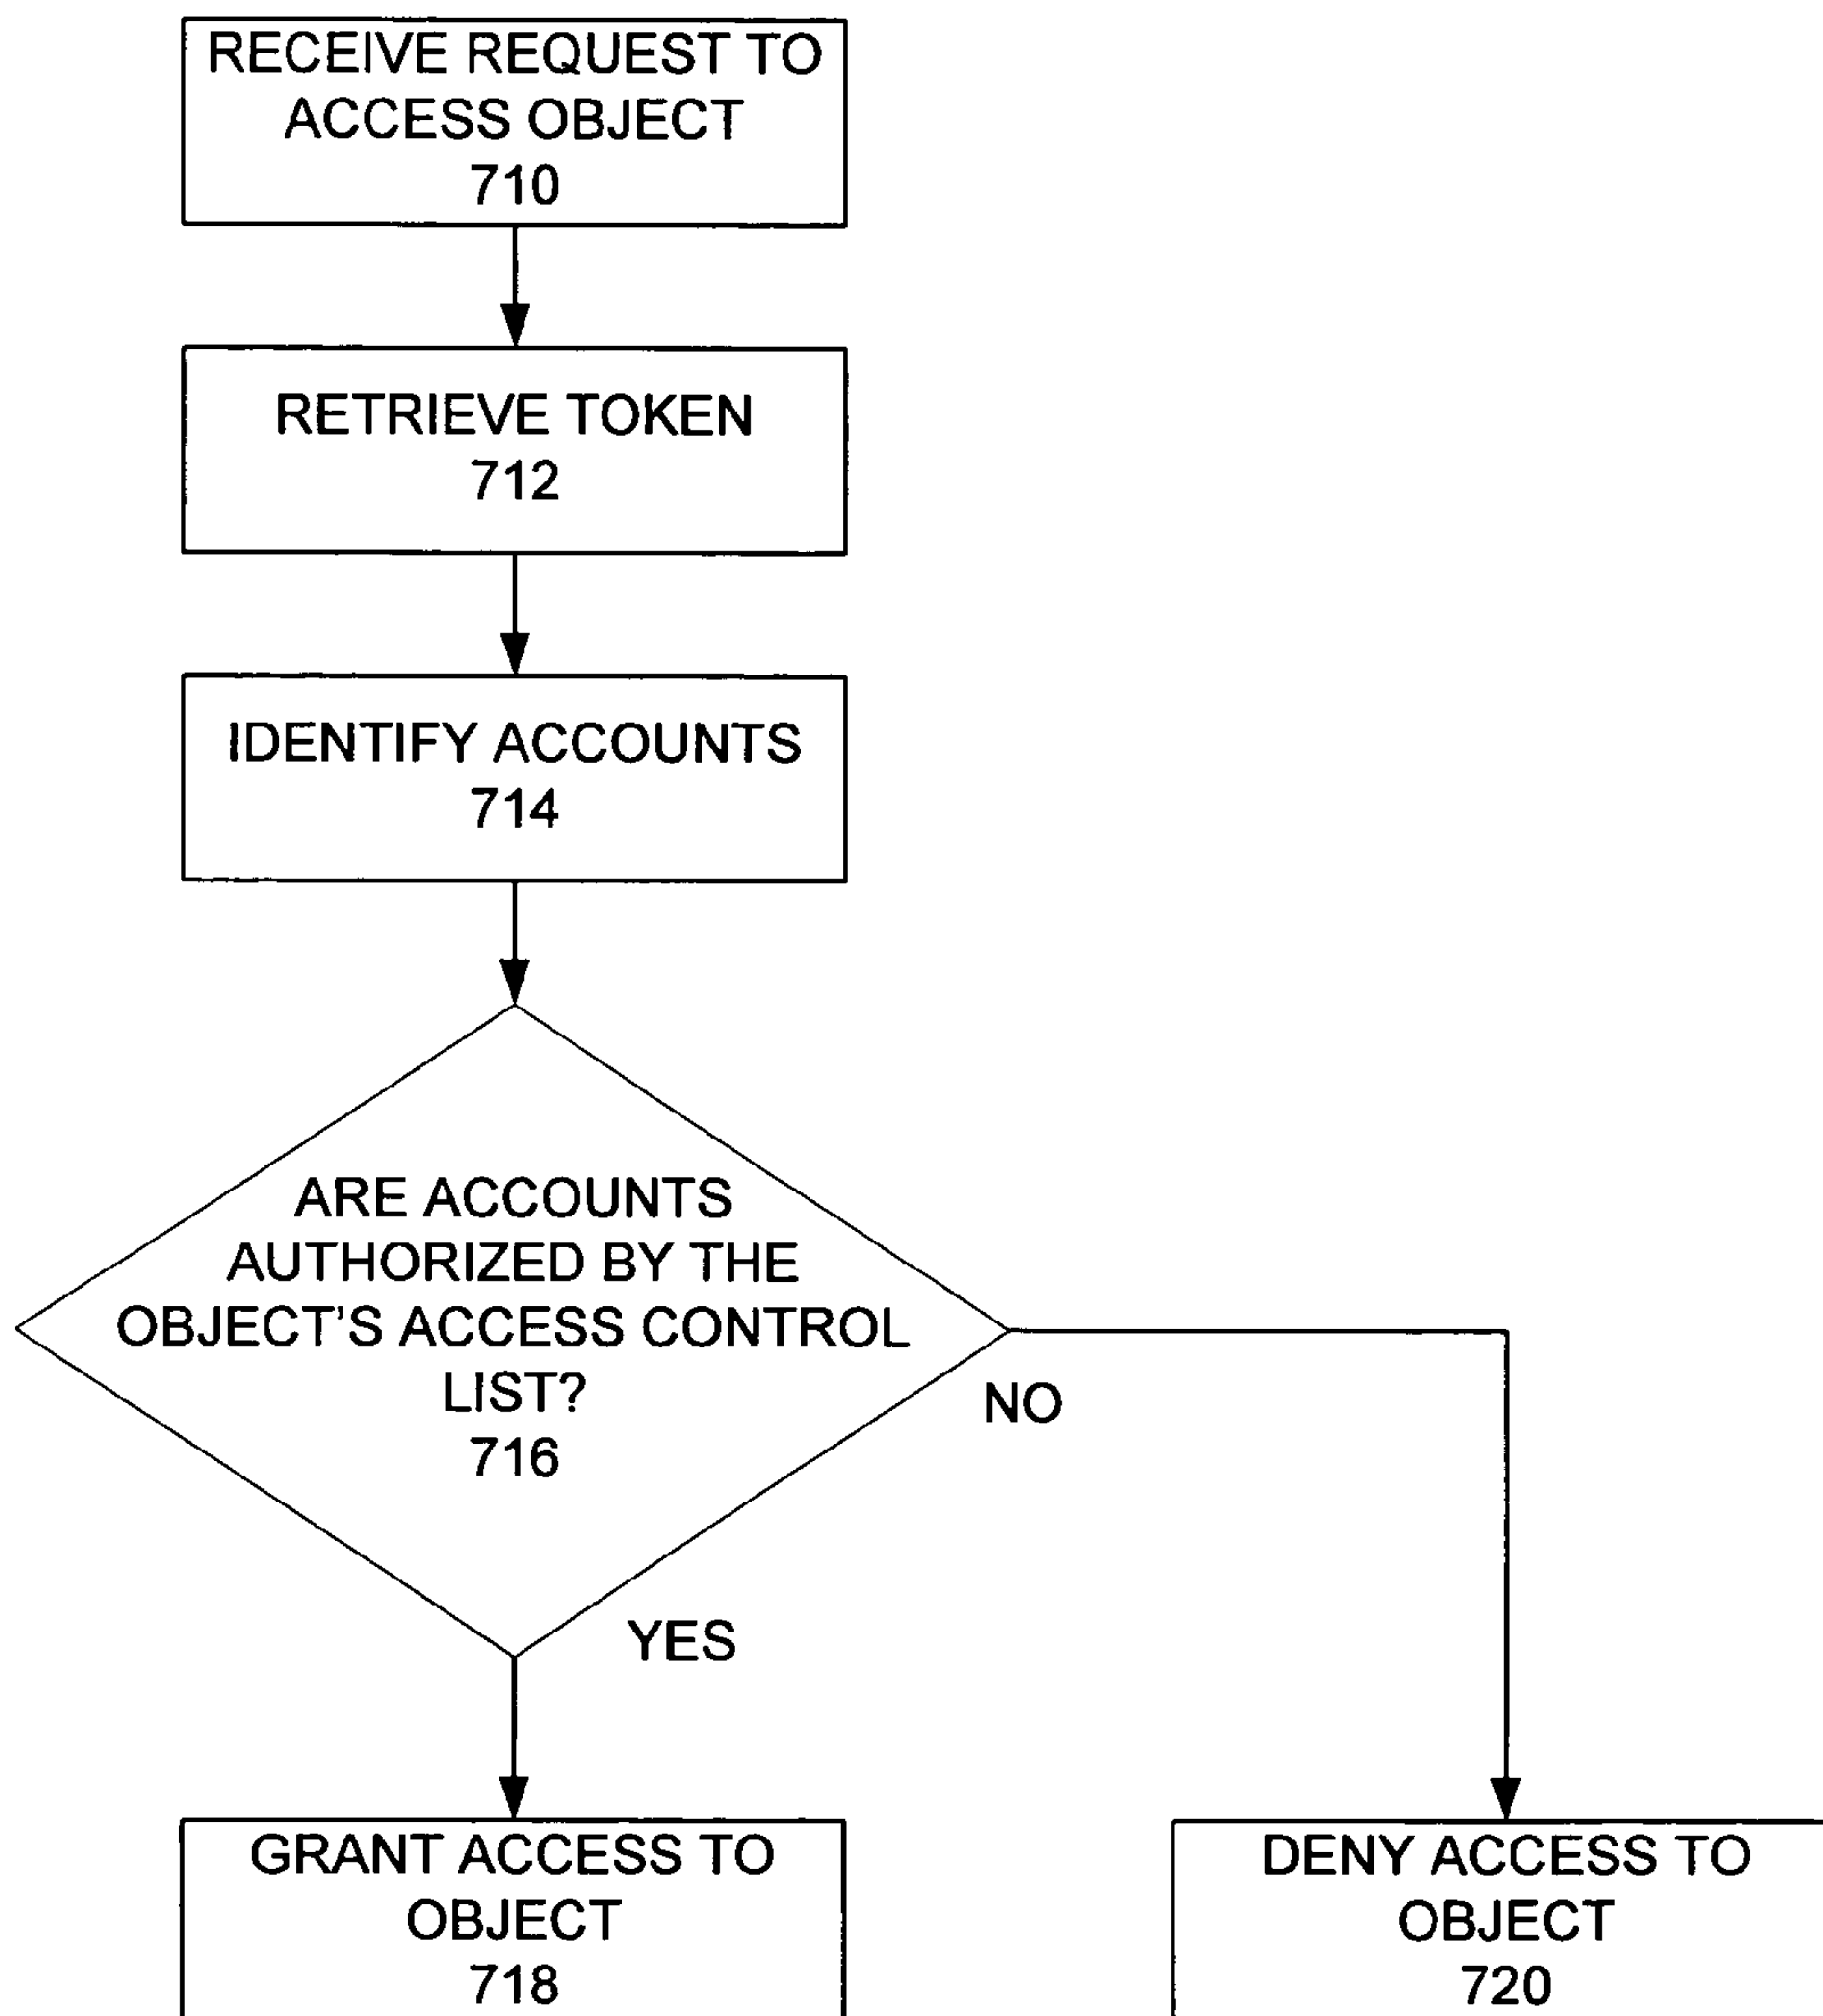 RECEIVE REQUEST TO
ACCESS OBJECT
710
RETRIEVE TOKEN
712
IDENTIFY ACCOUNTS
714
ARE ACCOUNTS
AUTHORIZED BY THE
OBJECT'S ACCESS CONTROL
LIST?
716
NO
YES
GRANT ACCESS TO
OBJECT
718
DENY ACCESS TO
OBJECT
720